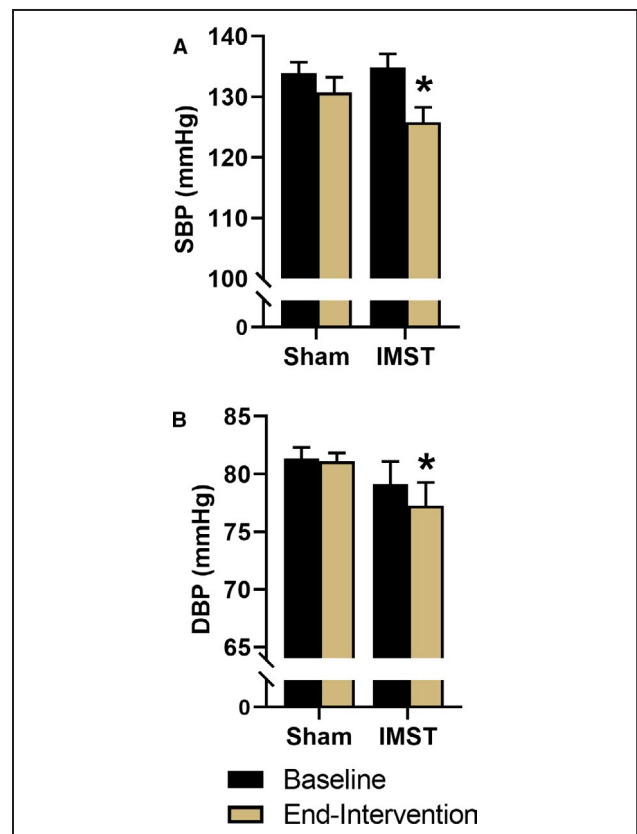 A
SBP (mmHg)
140
130
120
110
100
0
*
Sham IMST
B
DBP (mmHg)
85
80
75
70
65
0
*
Sham IMST
Baseline
End-Intervention